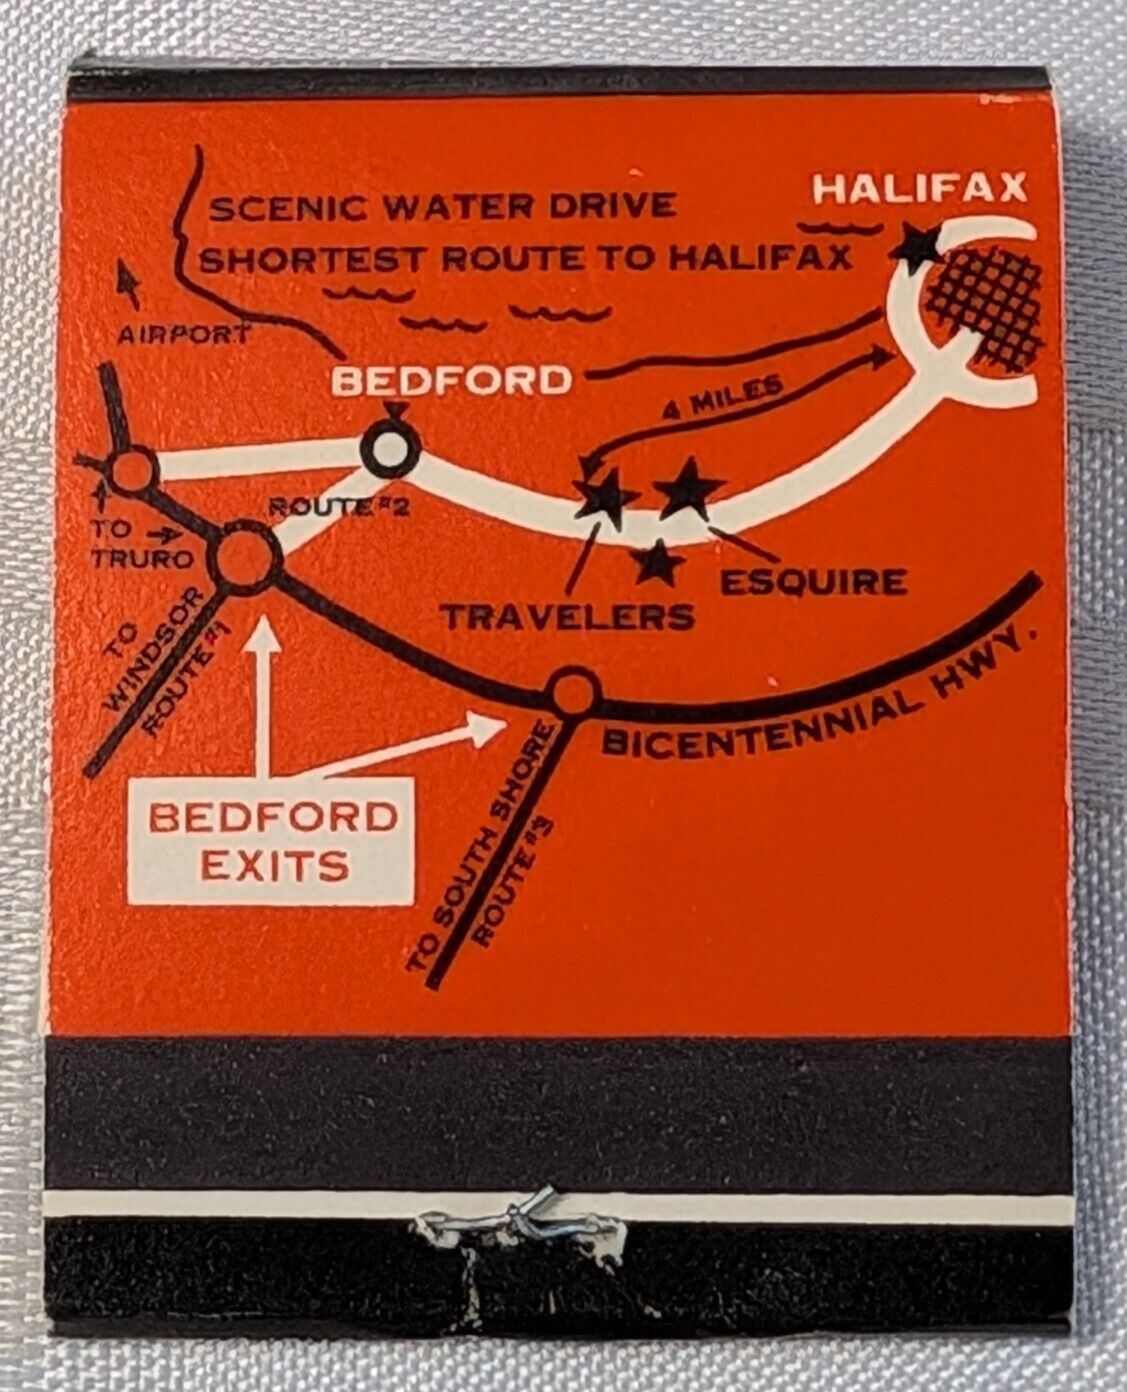 HALIFAX
SCENIC WATER DRIVE
SHORTEST ROUTE TO HALIFAX
AIRPORT
BEDFORD
4 MILES
ROUTE #2
TO
TRURO
ESQUIRE
TRAVELERS
TO
WINDSOR
ROUTE #1
BICENTENNIAL HWY.
BEDFORD
EXITS
TO SOUTH SHORE
ROUTE #3